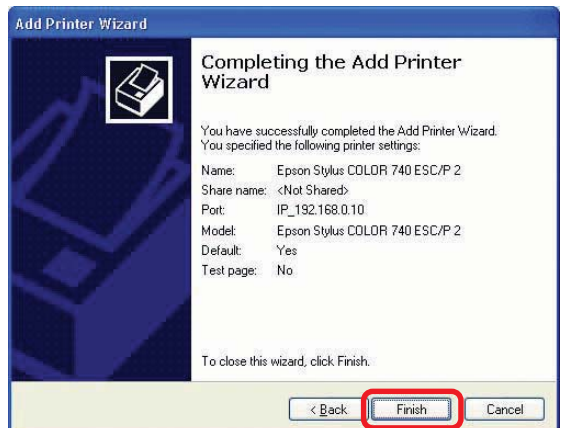 Add Printer Wizard
Completing the Add Printer
Wizard
You have successfully completed the Add Printer Wizard.
You specified the following printer settings:
Name: Epson Stylus COLOR 740 ESC/P 2
Share name: <Not Shared>
Port: IP_192.168.0.10
Model: Epson Stylus COLOR 740 ESC/P 2
Default: Yes
Test page: No
To close this wizard, click Finish.
< Back Finish Cancel